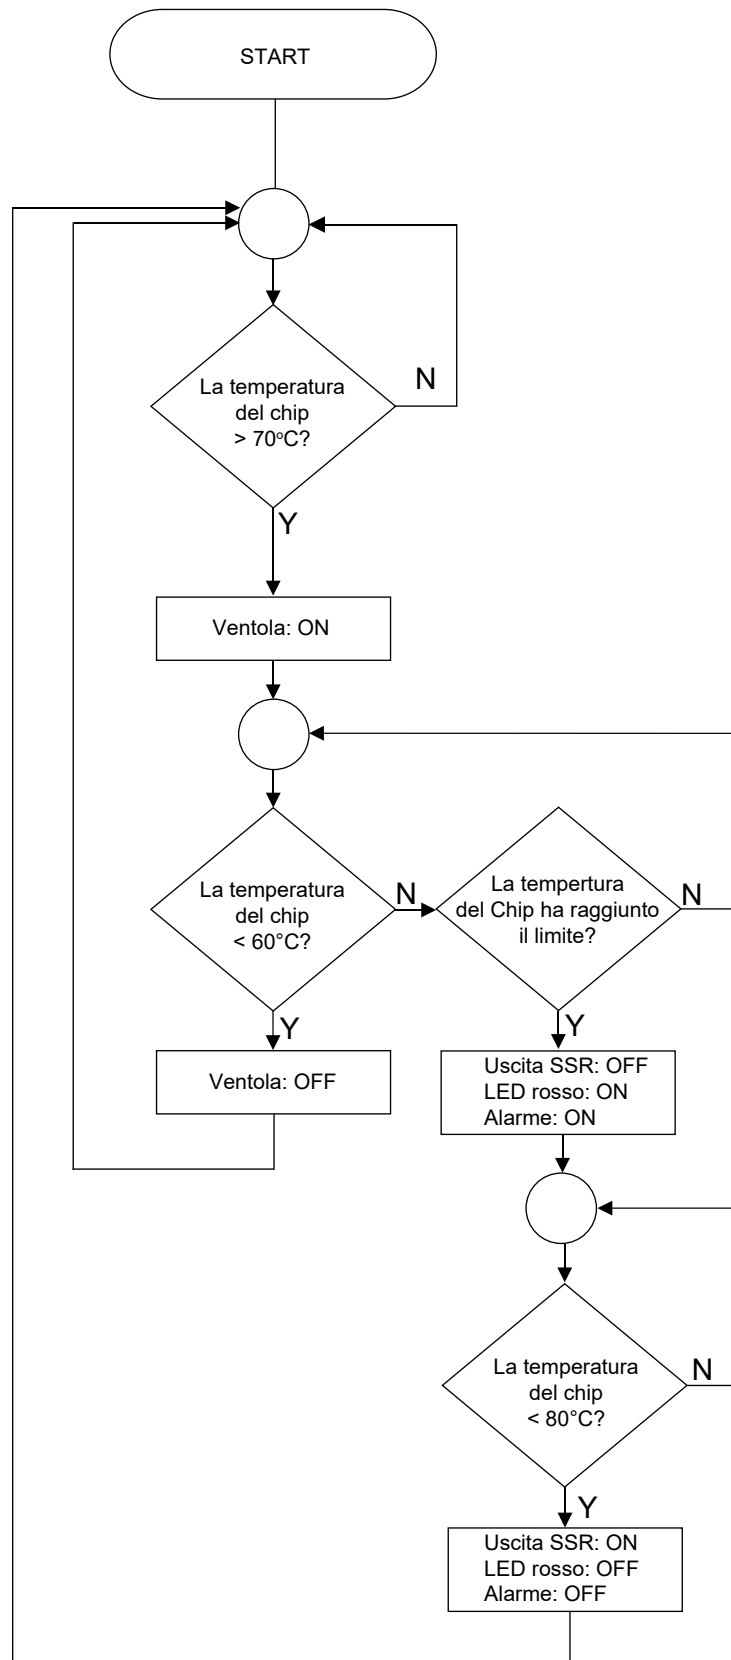 START
La temperatura
del chip
> 70°C?
N
Y
Ventola: ON
La temperatura
del chip
< 60°C?
N
La tempertura
del Chip ha raggiunto
il limite?
N
Y
Ventola: OFF
Y
Uscita SSR: OFF
LED rosso: ON
Alarme: ON
La temperatura
del chip
< 80°C?
N
Y
Uscita SSR: ON
LED rosso: OFF
Alarme: OFF